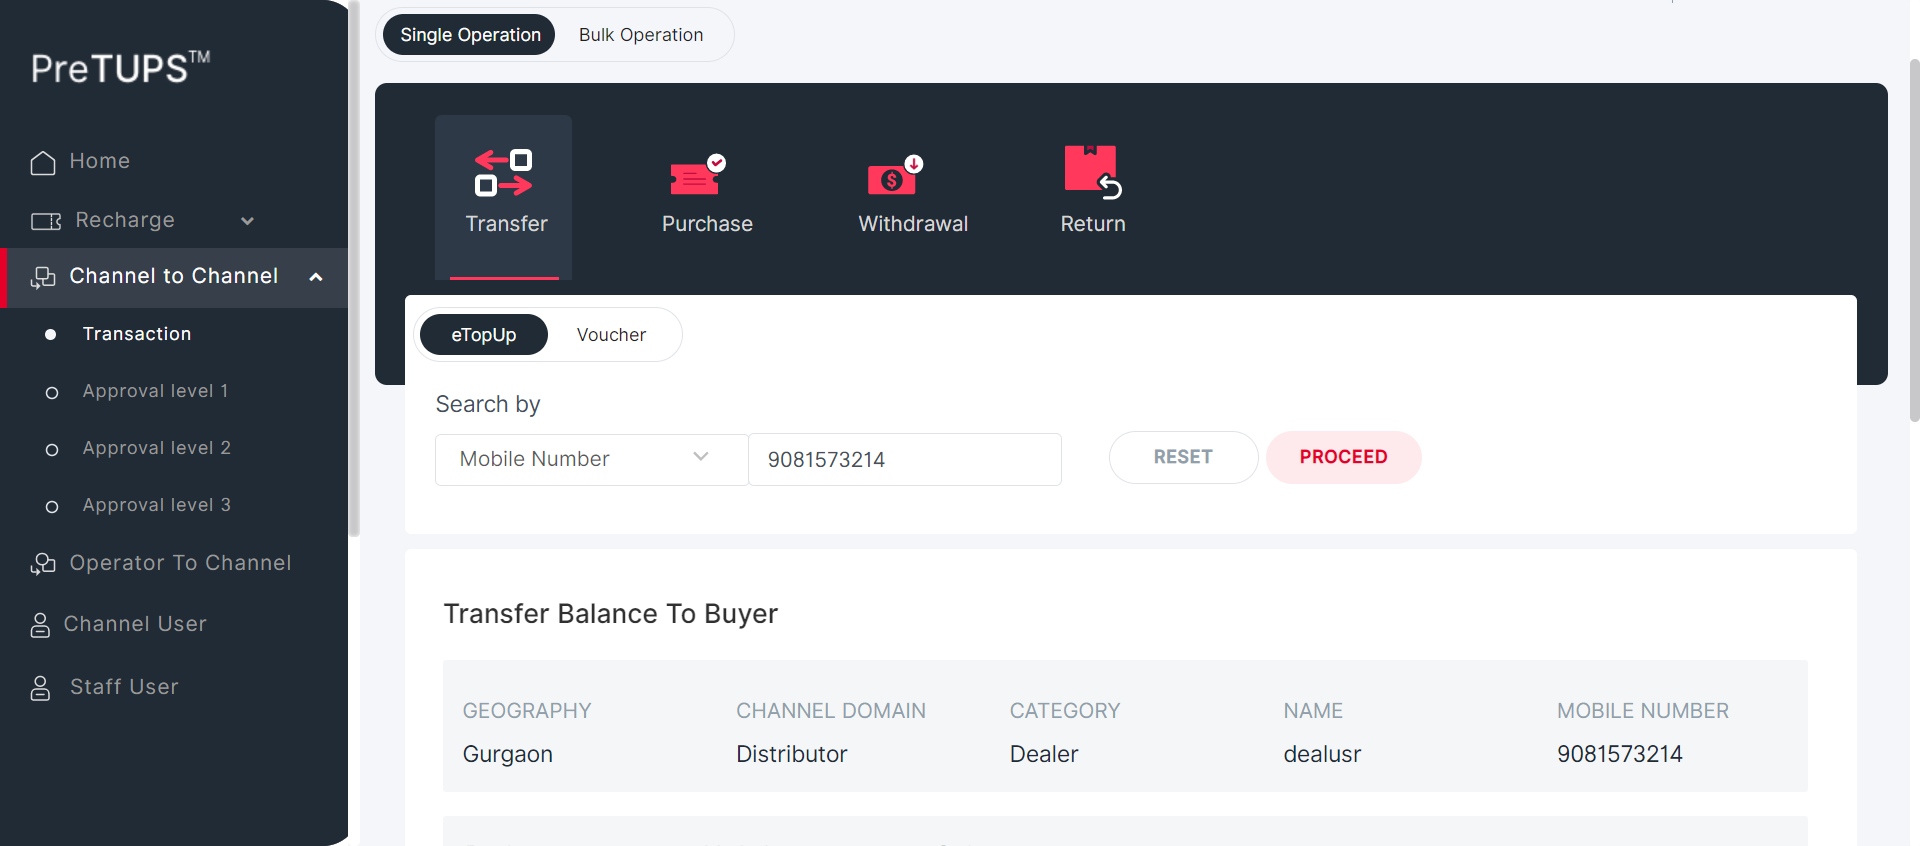 PreTUPS™
Home
Recharge
Channel to Channel
Transaction
Approval level 1
Approval level 2
Approval level 3
Operator To Channel
Channel User
Staff User
Single Operation
Bulk Operation
Transfer
Purchase
Withdrawal
Return
eTopUp
Voucher
Search by
Mobile Number
9081573214
RESET
PROCEED
Transfer Balance To Buyer
GEOGRAPHY CHANNEL DOMAIN CATEGORY NAME MOBILE NUMBER
Gurgaon Distributor Dealer dealusr 9081573214